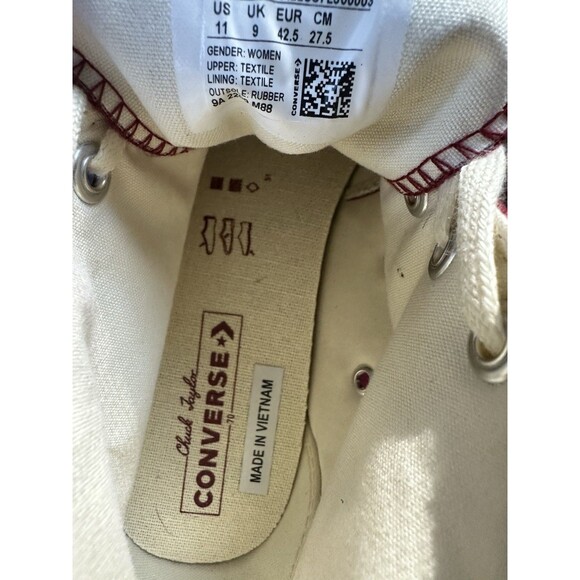 US UK EUR CM
11 9 42.5 27.5
GENDER: WOMEN
UPPER: TEXTILE
LINING: TEXTILE
OUTSOLE: RUBBER
M88
CONVERSE
Chuck Taylor
CONVERSE
70
MADE IN VIETNAM